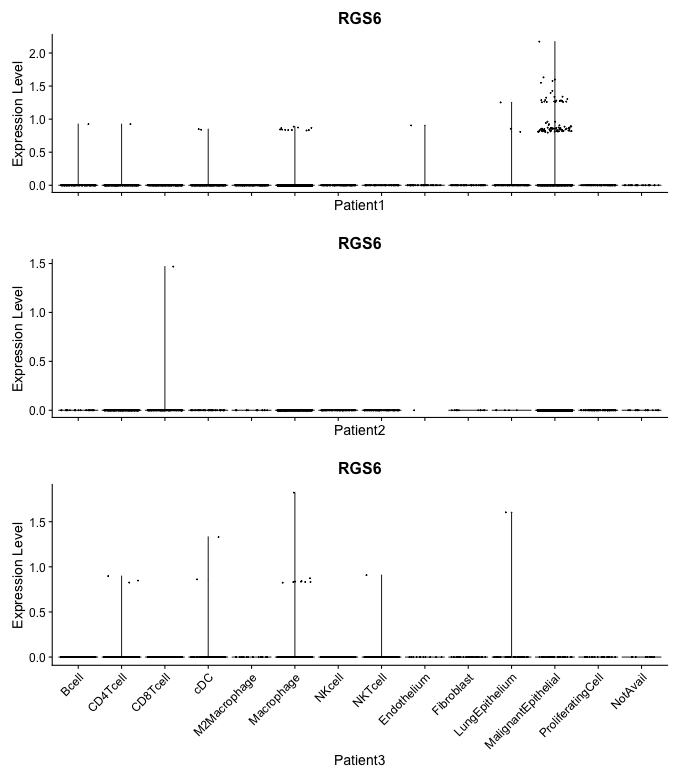 RGS6
Expression Level
2.0
1.5
1.0
0.5
0.0
Patient1
RGS6
Expression Level
1.5
1.0
0.5
0.0
Patient2
RGS6
Expression Level
1.5
1.0
0.5
0.0
Bcell
CD4Tcell
CD8Tcell
cDC
M2Macrophage
Macrophage
NKcell
NKTcell
Endothelium
Fibroblast
LungEpithelium
MalignantEpithelial
ProliferatingCell
NotAvail
Patient3